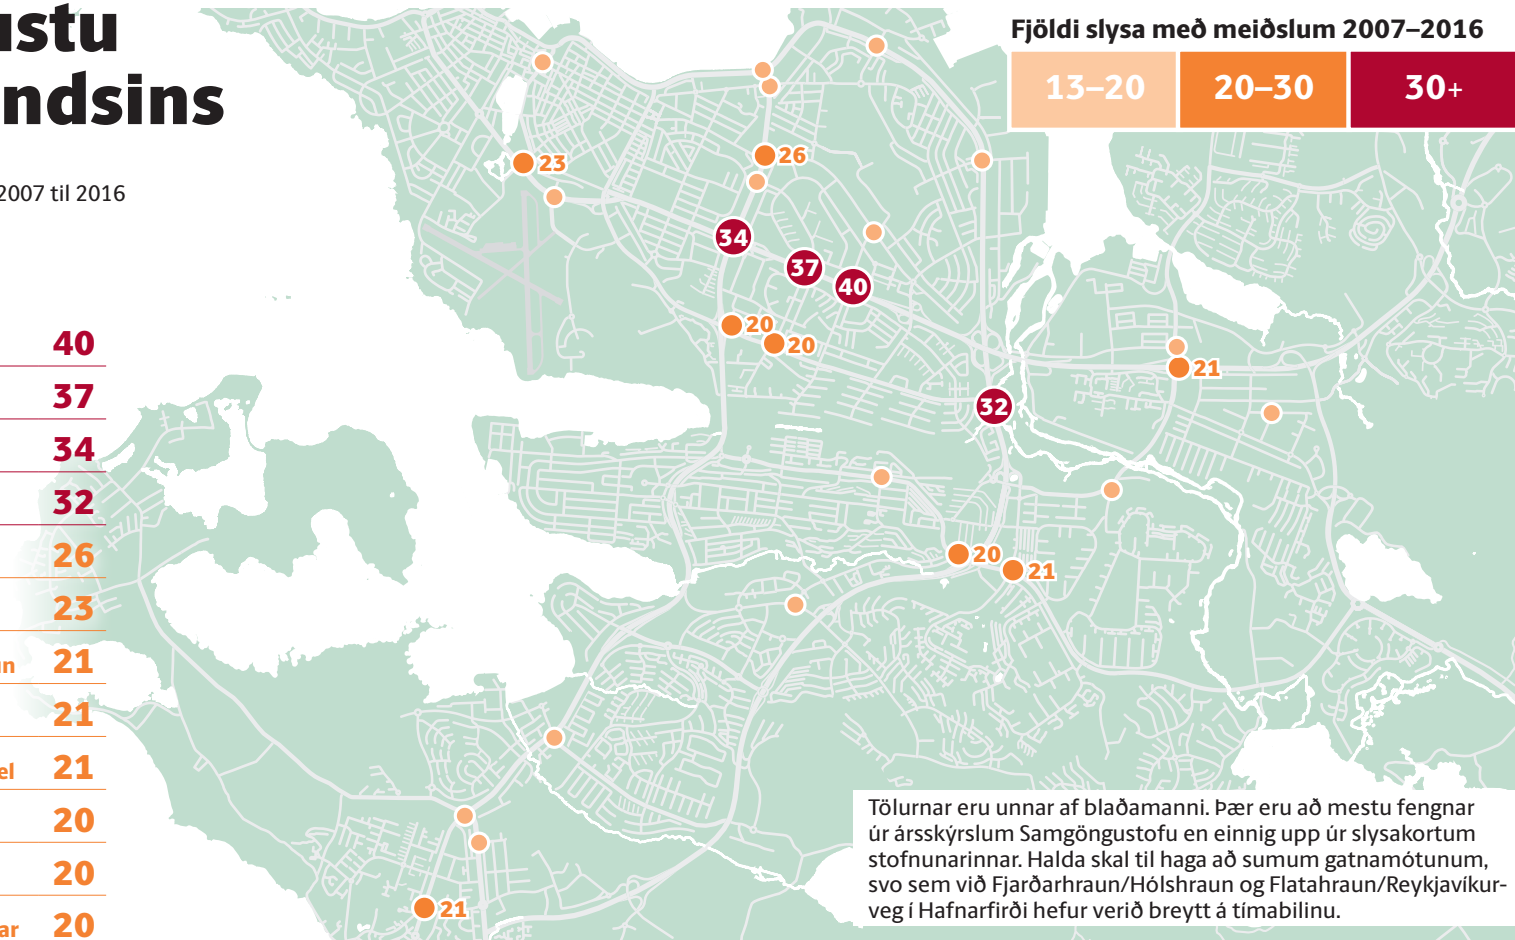 ustu
ndsins
2007 til 2016
40
37
34
32
26
23
un 21
21
el 21
20
20
ar 20
Fjöldi slysa með meiðslum 2007–2016
13–20 20–30 30+
23
26
34
37
40
20
20
21
32
20
21
21
Tölurnar eru unnar af blaðamanni. Þær eru að mestu fengnar
úr ársskýrslum Samgöngustofu en einnig upp úr slysakortum
stofnunarinnar. Halda skal til haga að sumum gatnamótunum,
svo sem við Fjarðarhraun/Hólshraun og Flatahraun/Reykjavíkur-
veg í Hafnarfirði hefur verið breytt á tímabilinu.